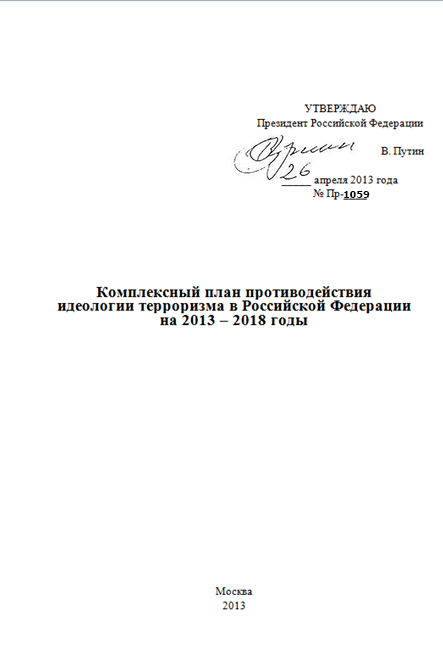 УТВЕРЖДАЮ
Президент Российской Федерации
В. Путин
26 апреля 2013 года
№ Пр-1059
Комплексный план противодействия
идеологии терроризма в Российской Федерации
на 2013 – 2018 годы
Москва
2013